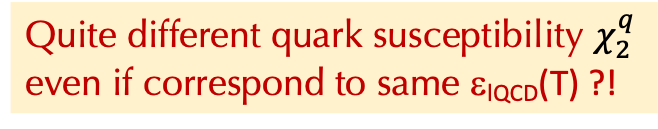 Quite different quark susceptibility χ₂^q
even if correspond to same ε_lQCD(T) ?!